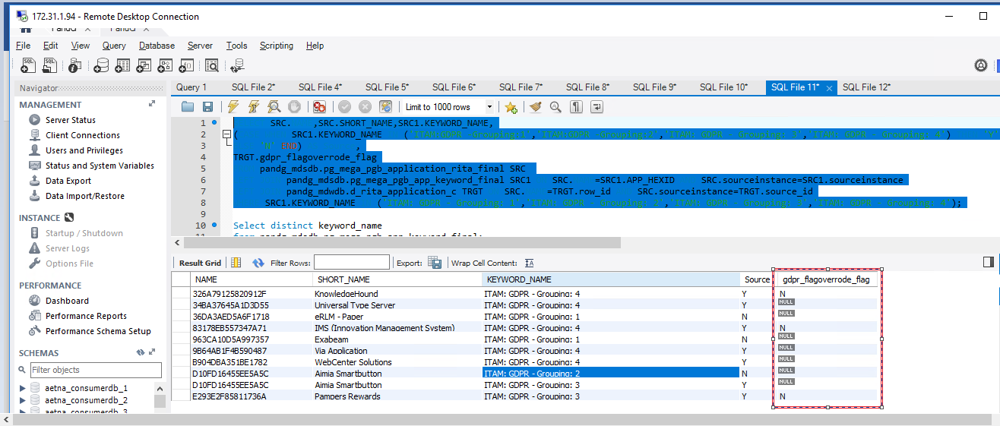 172.31.1.94 - Remote Desktop Connection
File Edit View Query Database Server Tools Scripting Help
Navigator
MANAGEMENT
Server Status
Client Connections
Users and Privileges
Status and System Variables
Data Export
Data Import/Restore
INSTANCE
Startup / Shutdown
Server Logs
Options File
PERFORMANCE
Dashboard
Performance Reports
Performance Schema Setup
SCHEMAS
Filter objects
aetna_consumerdb_1
aetna_consumerdb_2
aetna_consumerdb_3
Query 1 SQL File 2* SQL File 4* SQL File 5* SQL File 6* SQL File 7* SQL File 8* SQL File 9* SQL File 10* SQL File 11* SQL File 12*
Limit to 1000 rows
1 SRC. ,SRC.SHORT_NAME,SRC1.KEYWORD_NAME,
2 ( SRC1.KEYWORD_NAME ('ITAM:GDPR -Grouping:1','ITAM:GDPR -Grouping:2','ITAM: GDPR - Grouping: 3','ITAM: GDPR - Grouping: 4') 'Y'
3 'N' END) ,
4 TRGT.gdpr_flagoverrode_flag
5 pandg_mdsdb.pg_mega_pgb_application_rita_final SRC
6 pandg_mdsdb.pg_mega_pgb_app_keyword_final SRC1 SRC. =SRC1.APP_HEXID SRC.sourceinstance=SRC1.sourceinstance
7 pandg_mdwdb.d_rita_application_c TRGT SRC. =TRGT.row_id SRC.sourceinstance=TRGT.source_id
8 SRC1.KEYWORD_NAME ('ITAM: GDPR - Grouping: 1','ITAM: GDPR - Grouping: 2','ITAM: GDPR - Grouping: 3','ITAM: GDPR - Grouping: 4');
9
10 Select distinct keyword_name
11 from pandg_mdsdb.pg_mega_pgb_app_keyword_final;
Result Grid Filter Rows: Export: Wrap Cell Content:
NAME SHORT_NAME KEYWORD_NAME Source gdpr_flagoverrode_flag
326A79125820912F KnowledgeHound ITAM: GDPR - Grouping: 4 Y N
34BA37645A1D3D55 Universal Type Server ITAM: GDPR - Grouping: 4 Y NULL
36DA3AED5A6F1718 eRLM - Paper ITAM: GDPR - Grouping: 1 N NULL
83178EB557347A71 IMS (Innovation Management System) ITAM: GDPR - Grouping: 4 Y N
963CA10D5A997357 Exabeam ITAM: GDPR - Grouping: 1 N NULL
9B64AB1F4B590487 Via Application ITAM: GDPR - Grouping: 4 Y NULL
B904DBA351BE1782 WebCenter Solutions ITAM: GDPR - Grouping: 4 Y NULL
D10FD16455EE5A5C Aimia Smartbutton ITAM: GDPR - Grouping: 2 N NULL
D10FD16455EE5A5C Aimia Smartbutton ITAM: GDPR - Grouping: 3 Y NULL
E293E2F85811736A Pampers Rewards ITAM: GDPR - Grouping: 3 Y N